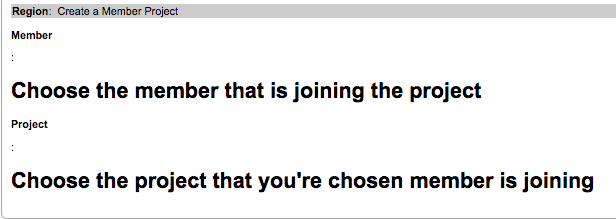 Region: Create a Member Project
Member
:
Choose the member that is joining the project
Project
:
Choose the project that you're chosen member is joining